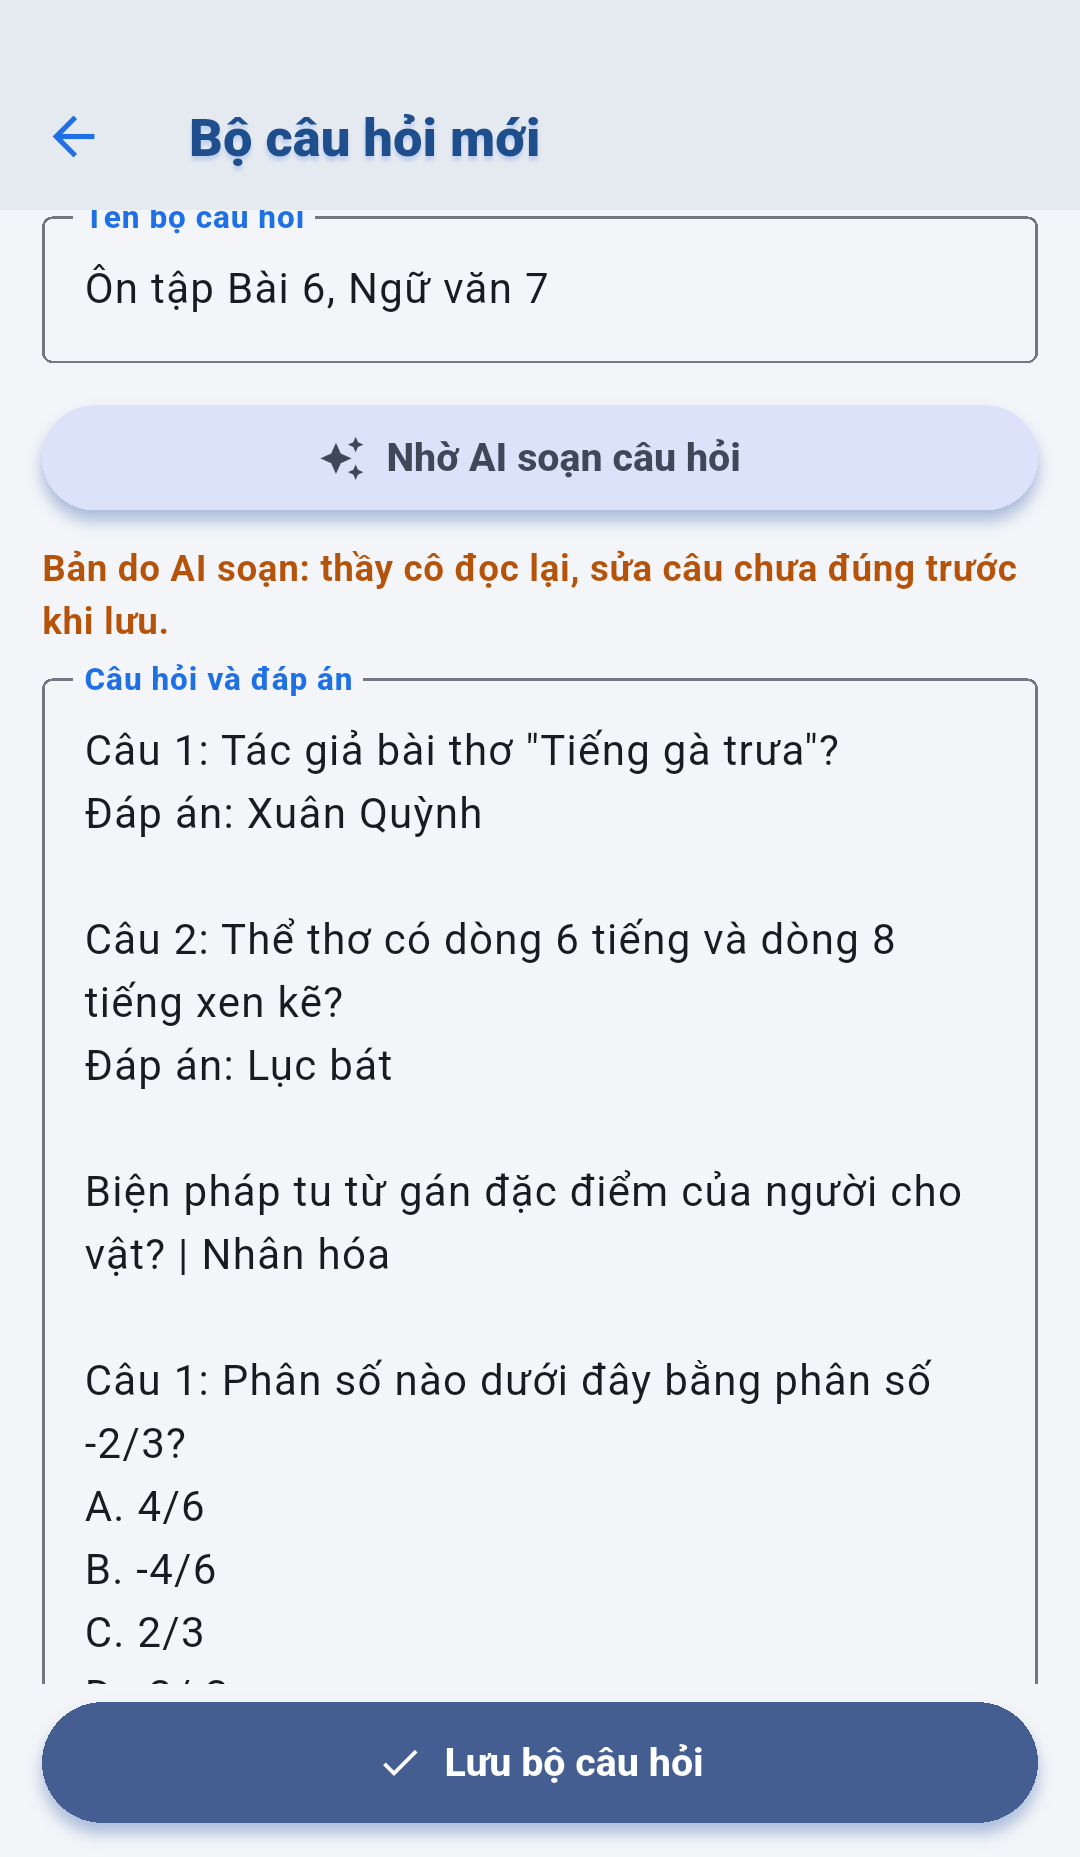 Bộ câu hỏi mới
Tên bộ câu hỏi
Ôn tập Bài 6, Ngữ văn 7
Nhờ AI soạn câu hỏi
Bản do AI soạn: thầy cô đọc lại, sửa câu chưa đúng trước
khi lưu.
Câu hỏi và đáp án
Câu 1: Tác giả bài thơ "Tiếng gà trưa"?
Đáp án: Xuân Quỳnh
Câu 2: Thể thơ có dòng 6 tiếng và dòng 8
tiếng xen kẽ?
Đáp án: Lục bát
Biện pháp tu từ gán đặc điểm của người cho
vật? | Nhân hóa
Câu 1: Phân số nào dưới đây bằng phân số
-2/3?
A. 4/6
B. -4/6
C. 2/3
Lưu bộ câu hỏi